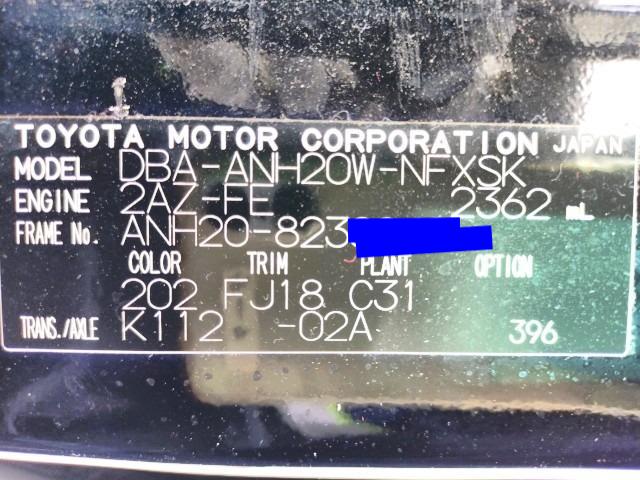 TOYOTA MOTOR CORPORATION JAPAN
MODEL DBA-ANH20W-NFXSK
ENGINE 2AZ-FE 2362 mL
FRAME No. ANH20-823
COLOR TRIM PLANT OPTION
202 FJ18 C31
TRANS./AXLE K112 -02A 396